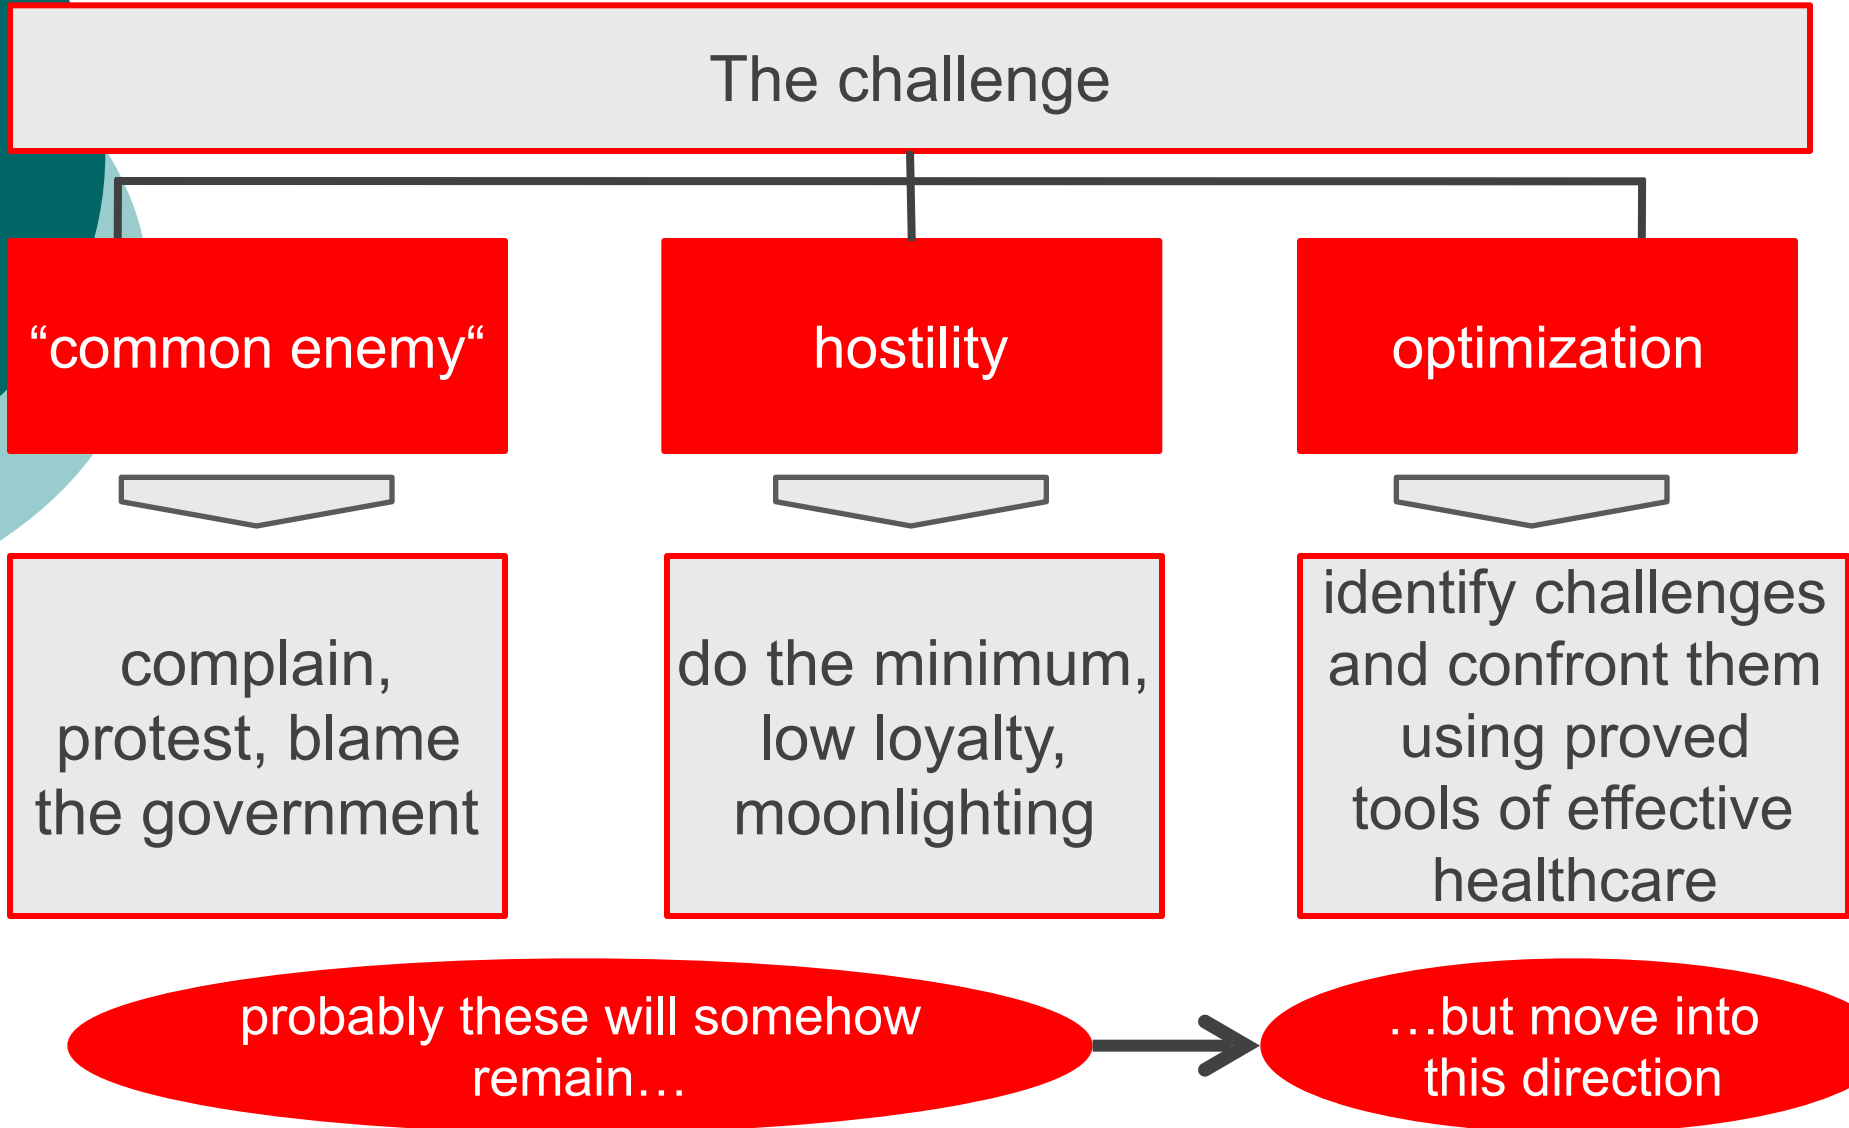 The challenge
“common enemy“
hostility
optimization
complain,
protest, blame
the government
do the minimum,
low loyalty,
moonlighting
identify challenges
and confront them
using proved
tools of effective
healthcare
probably these will somehow
remain…
…but move into
this direction